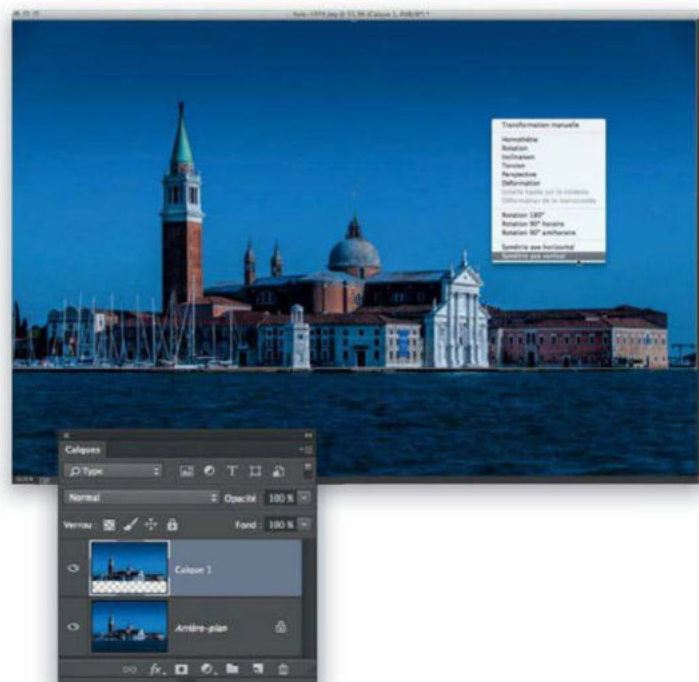 Transformation manuelle
Homothétie
Rotation
Inclinaison
Torsion
Perspective
Déformation
Rotation 180°
Rotation 90° horaire
Rotation 90° antihoraire
Symétrie axe horizontal
Symétrie axe vertical
Calques
Type
Normal
Opacité : 100 %
Verrou :
Fond : 100 %
Calque 1
Arrière-plan
fx